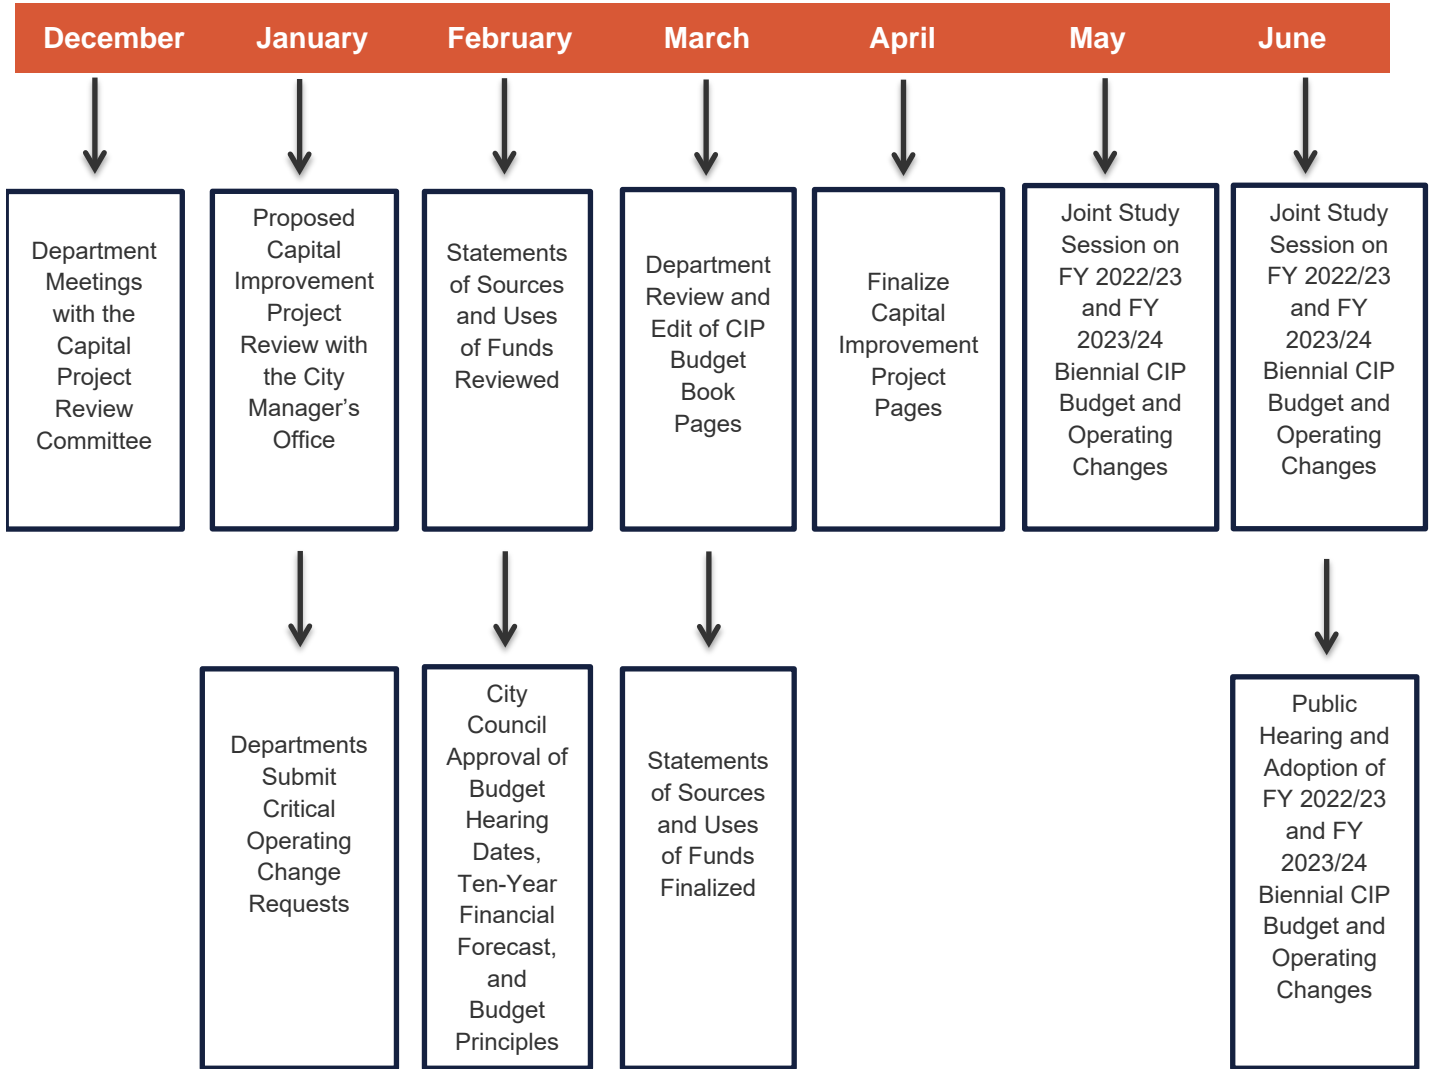 December January February March April May June
Department
Meetings
with the
Capital
Project
Review
Committee
Proposed
Capital
Improvement
Project
Review with
the City
Manager’s
Office
Statements
of Sources
and Uses
of Funds
Reviewed
Department
Review and
Edit of CIP
Budget
Book
Pages
Finalize
Capital
Improvement
Project
Pages
Joint Study
Session on
FY 2022/23
and FY
2023/24
Biennial CIP
Budget and
Operating
Changes
Joint Study
Session on
FY 2022/23
and FY
2023/24
Biennial CIP
Budget and
Operating
Changes
Departments
Submit
Critical
Operating
Change
Requests
City
Council
Approval of
Budget
Hearing
Dates,
Ten-Year
Financial
Forecast,
and
Budget
Principles
Statements
of Sources
and Uses
of Funds
Finalized
Public
Hearing and
Adoption of
FY 2022/23
and FY
2023/24
Biennial CIP
Budget and
Operating
Changes